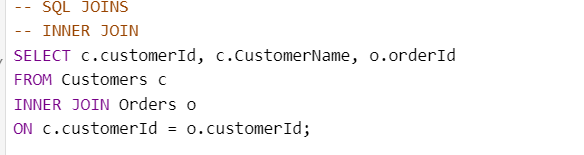 -- SQL JOINS
-- INNER JOIN
SELECT c.customerId, c.CustomerName, o.orderId
FROM Customers c
INNER JOIN Orders o
ON c.customerId = o.customerId;